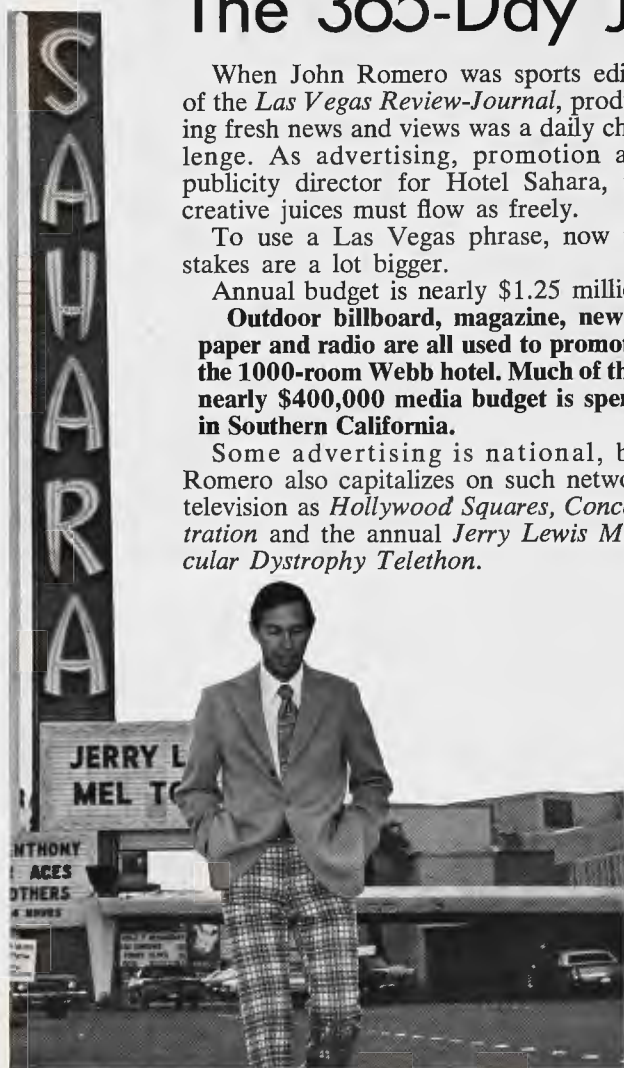 The 365-Day J
When John Romero was sports edi
of the Las Vegas Review-Journal, prod
ing fresh news and views was a daily ch
lenge. As advertising, promotion a
publicity director for Hotel Sahara,
creative juices must flow as freely.
To use a Las Vegas phrase, now
stakes are a lot bigger.
Annual budget is nearly $1.25 milli
Outdoor billboard, magazine, new
paper and radio are all used to promo
the 1000-room Webb hotel. Much of th
nearly $400,000 media budget is spe
in Southern California.
Some advertising is national, b
Romero also capitalizes on such netwo
television as Hollywood Squares, Conc
tration and the annual Jerry Lewis M
cular Dystrophy Telethon.
SAHARA
JERRY L
MEL TO
NTHONY
ACES
OTHERS